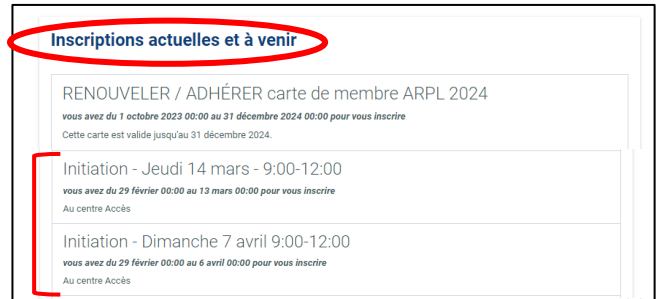 Inscriptions actuelles et à venir
RENOUVELER / ADHÉRER carte de membre ARPL 2024
vous avez du 1 octobre 2023 00:00 au 31 décembre 2024 00:00 pour vous inscrire
Cette carte est valide jusqu'au 31 décembre 2024.
Initiation - Jeudi 14 mars - 9:00-12:00
vous avez du 29 février 00:00 au 13 mars 00:00 pour vous inscrire
Au centre Accès
Initiation - Dimanche 7 avril 9:00-12:00
vous avez du 29 février 00:00 au 6 avril 00:00 pour vous inscrire
Au centre Accès